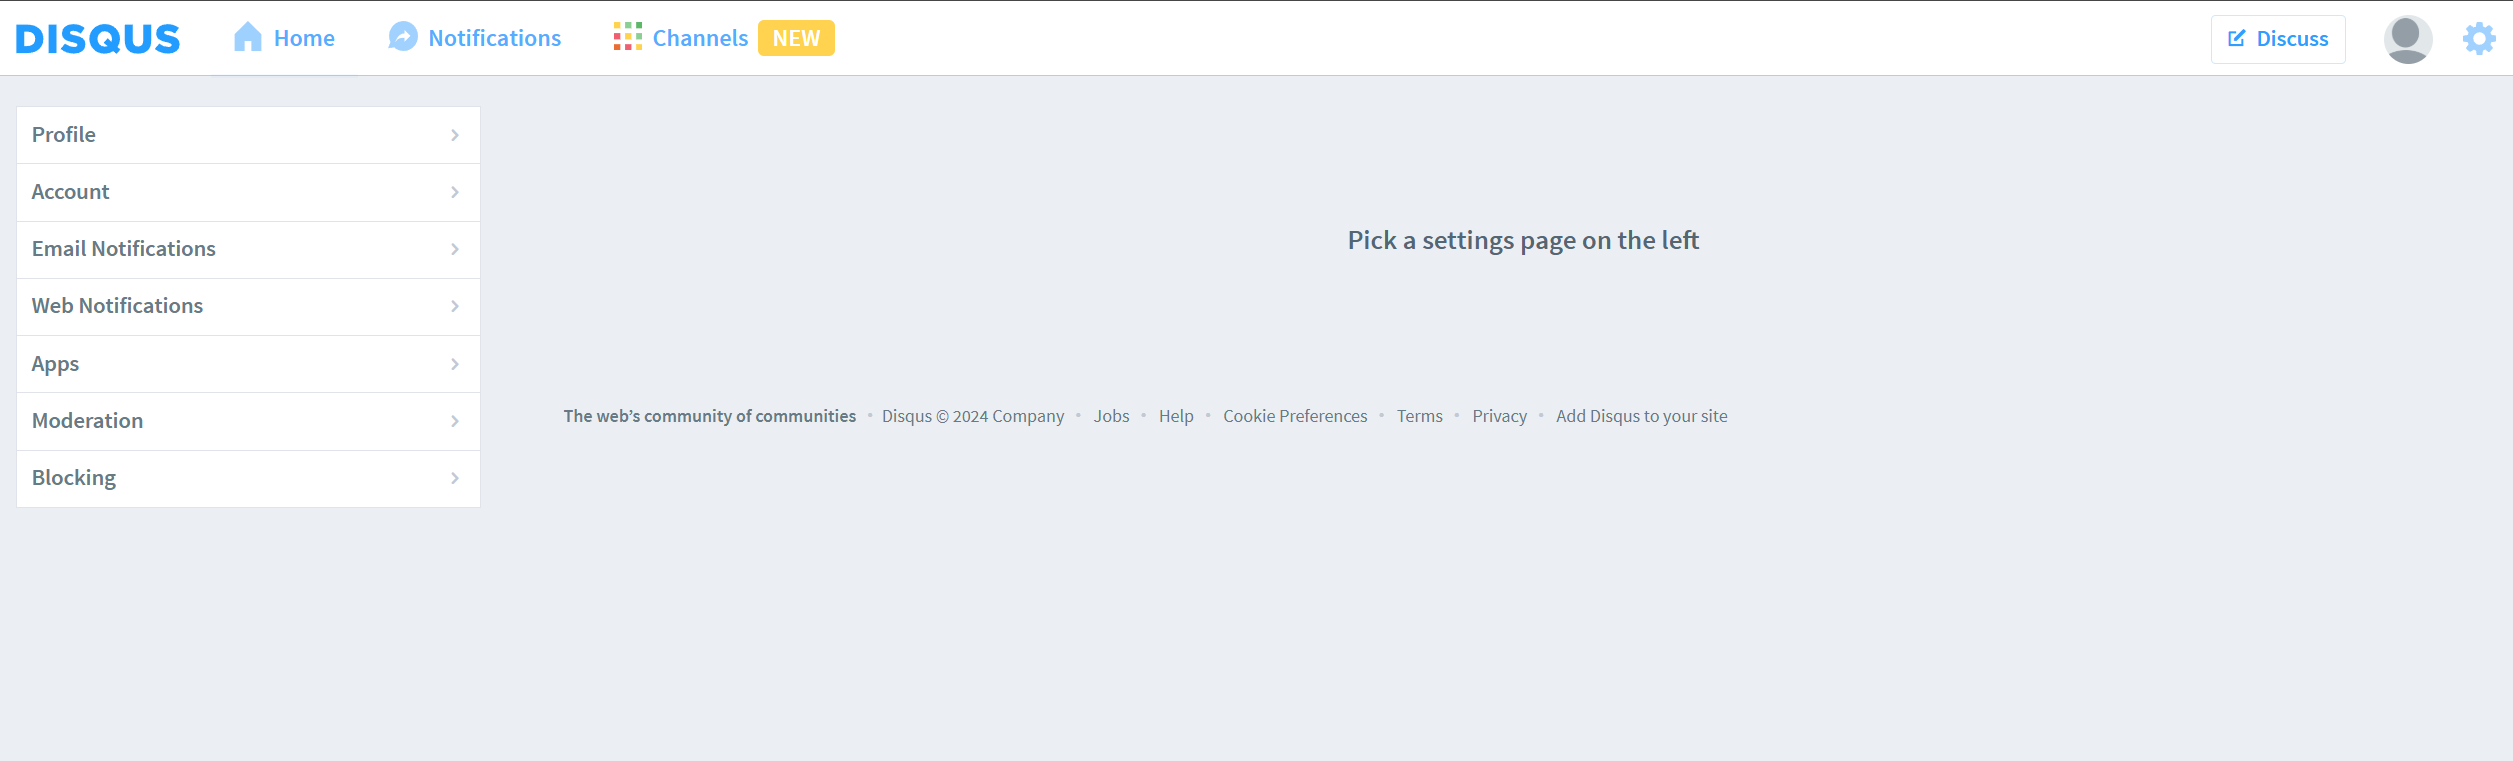 DISQUS Home Notifications Channels NEW Discuss
Profile
Account
Email Notifications
Web Notifications
Apps
Moderation
Blocking
Pick a settings page on the left
The web’s community of communities • Disqus © 2024 Company • Jobs • Help • Cookie Preferences • Terms • Privacy • Add Disqus to your site